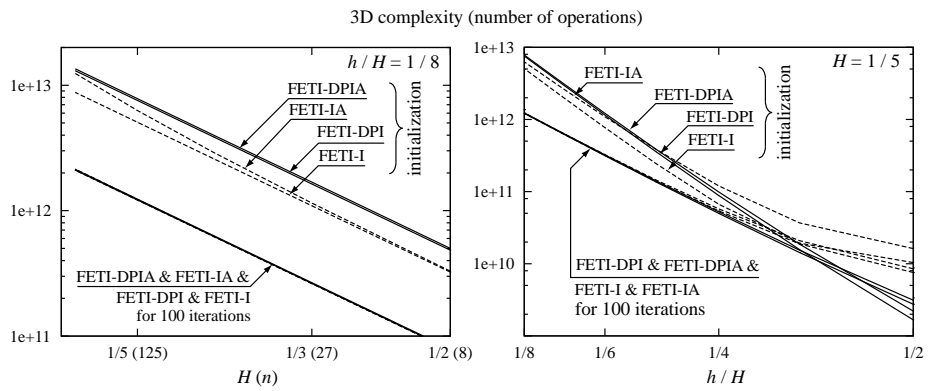 3D complexity (number of operations)
1e+13
1e+12
1e+11
h / H = 1 / 8
FETI-DPIA
FETI-IA
FETI-DPI
FETI-I
initialization
FETI-DPIA & FETI-IA &
FETI-DPI & FETI-I
for 100 iterations
1/5 (125)
1/3 (27)
1/2 (8)
H (n)
1e+13
1e+12
1e+11
1e+10
H = 1 / 5
FETI-IA
FETI-DPIA
FETI-DPI
FETI-I
initialization
FETI-DPI & FETI-DPIA &
FETI-I & FETI-IA
for 100 iterations
1/8
1/6
1/4
1/2
h / H